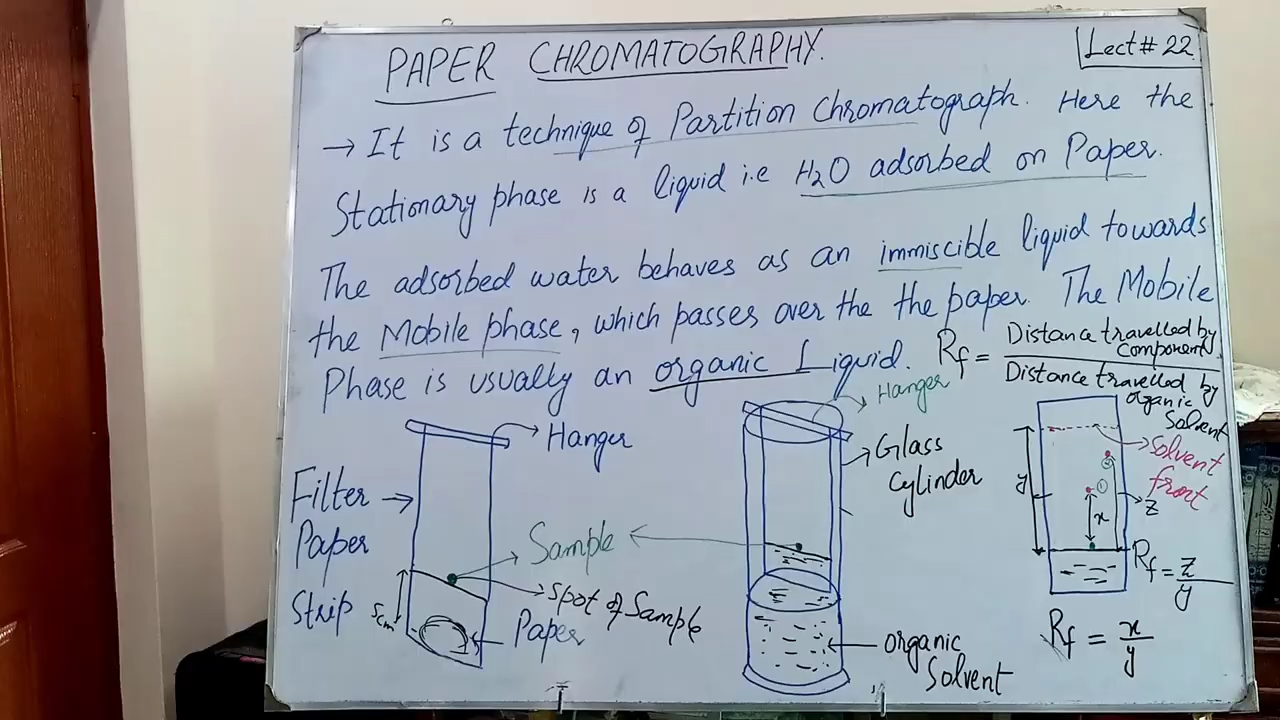 PAPER CHROMATOGRAPHY.
Lect # 22
→ It is a technique of Partition Chromatograph. Here the
Stationary phase is a liquid i.e H2O adsorbed on Paper.
The adsorbed water behaves as an immiscible liquid towards
the Mobile phase, which passes over the the paper. The Mobile
Phase is usually an organic Liquid.
Rf = Distance travelled by component / Distance travelled by organic Solvent
Hanger
Filter
Paper
Strip
Sample
5cm
Spot of Sample
Paper
Hanger
Glass
Cylinder
organic
Solvent
Solvent
front
y
x
1
2
z
Rf = z/y
Rf = x/y